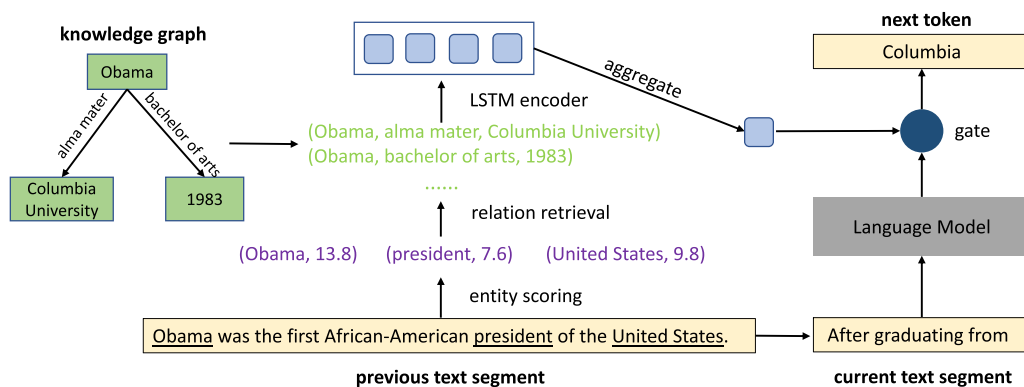 knowledge graph
Obama
alma mater
bachelor of arts
Columbia
University
1983
LSTM encoder
(Obama, alma mater, Columbia University)
(Obama, bachelor of arts, 1983)
......
relation retrieval
(Obama, 13.8) (president, 7.6) (United States, 9.8)
entity scoring
Obama was the first African-American president of the United States.
previous text segment
aggregate
next token
Columbia
gate
Language Model
After graduating from
current text segment